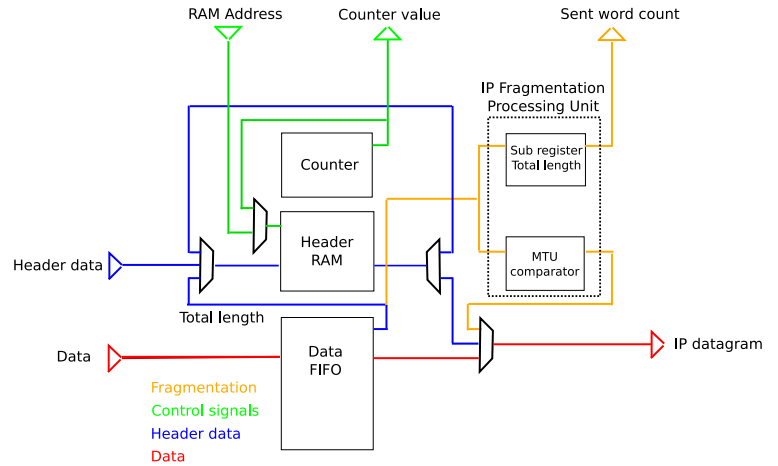 RAM Address
Counter value
Sent word count
IP Fragmentation
Processing Unit
Counter
Sub register
Total length
Header
RAM
MTU
comparator
Header data
Total length
Data
Data
FIFO
IP datagram
Fragmentation
Control signals
Header data
Data